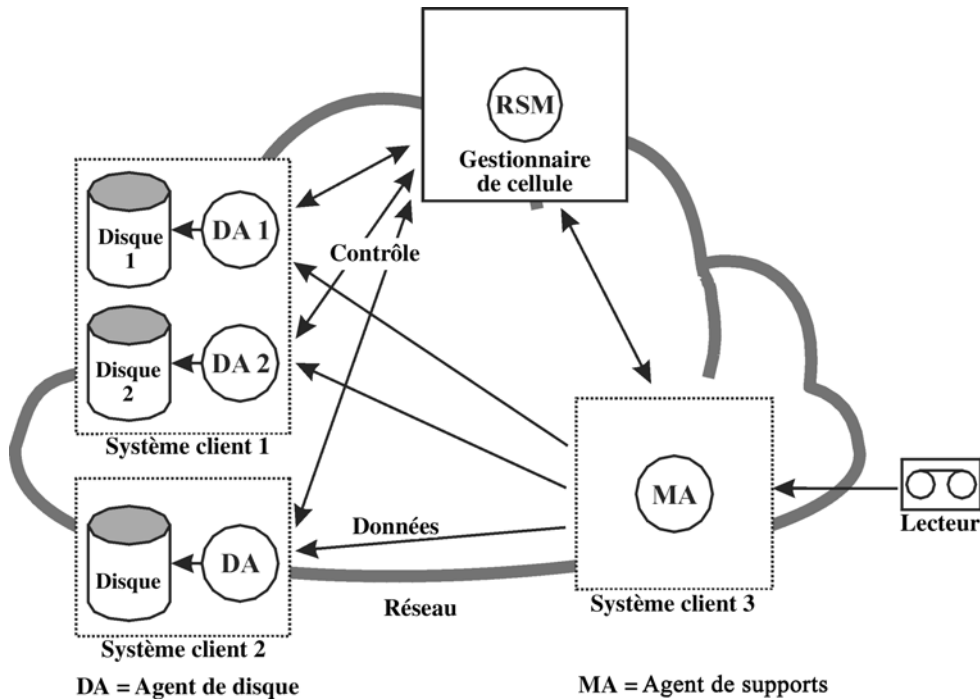 RSM
Gestionnaire
de cellule
Disque
1
DA 1
Contrôle
Disque
2
DA 2
Système client 1
MA
Lecteur
Données
Disque
DA
Réseau
Système client 3
Système client 2
DA = Agent de disque
MA = Agent de supports